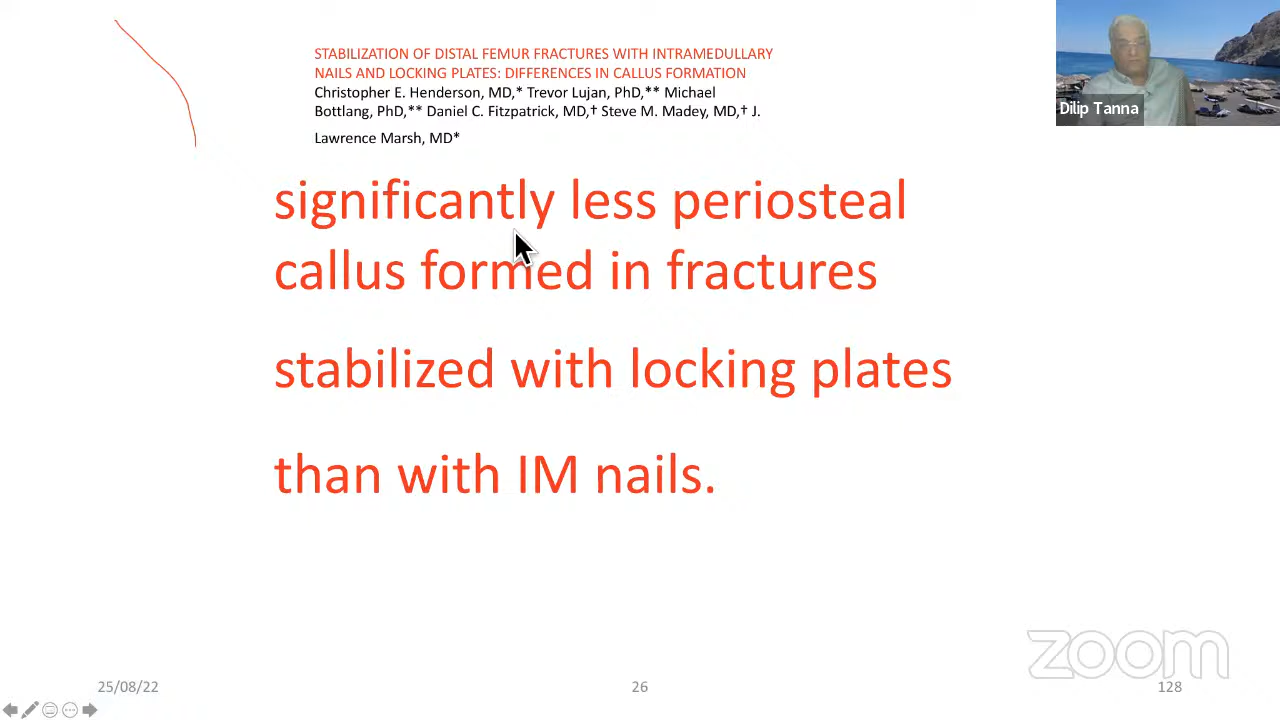 STABILIZATION OF DISTAL FEMUR FRACTURES WITH INTRAMEDULLARY
NAILS AND LOCKING PLATES: DIFFERENCES IN CALLUS FORMATION
Christopher E. Henderson, MD,* Trevor Lujan, PhD,** Michael
Bottlang, PhD,** Daniel C. Fitzpatrick, MD,† Steve M. Madey, MD,† J.
Lawrence Marsh, MD*
Dilip Tanna
significantly less periosteal
callus formed in fractures
stabilized with locking plates
than with IM nails.
zoom
25/08/22
26
128